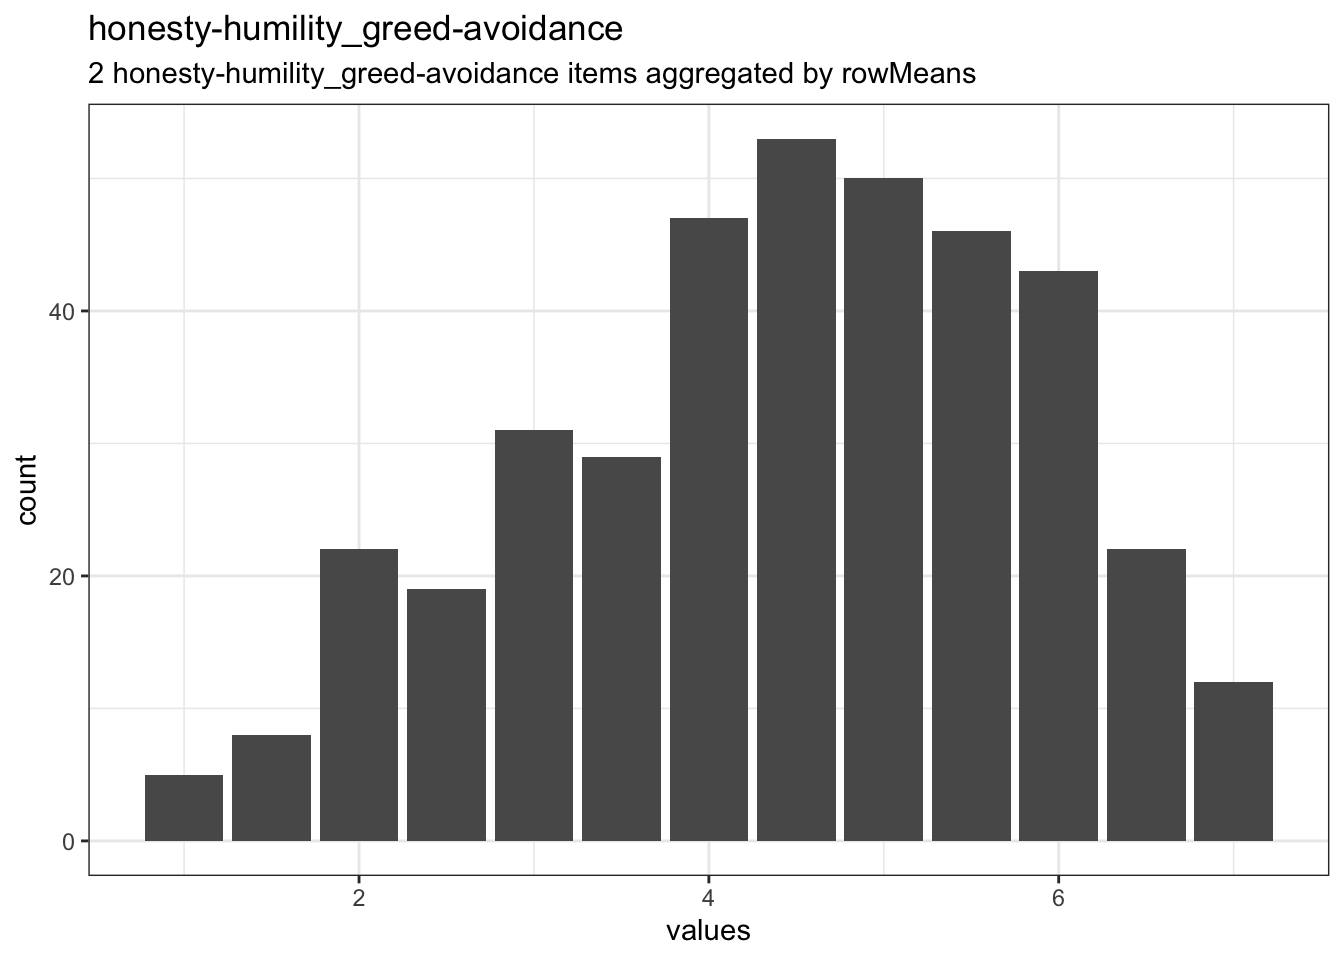 honesty-humility_greed-avoidance
2 honesty-humility_greed-avoidance items aggregated by rowMeans
count
40
20
0
2 4 6
values